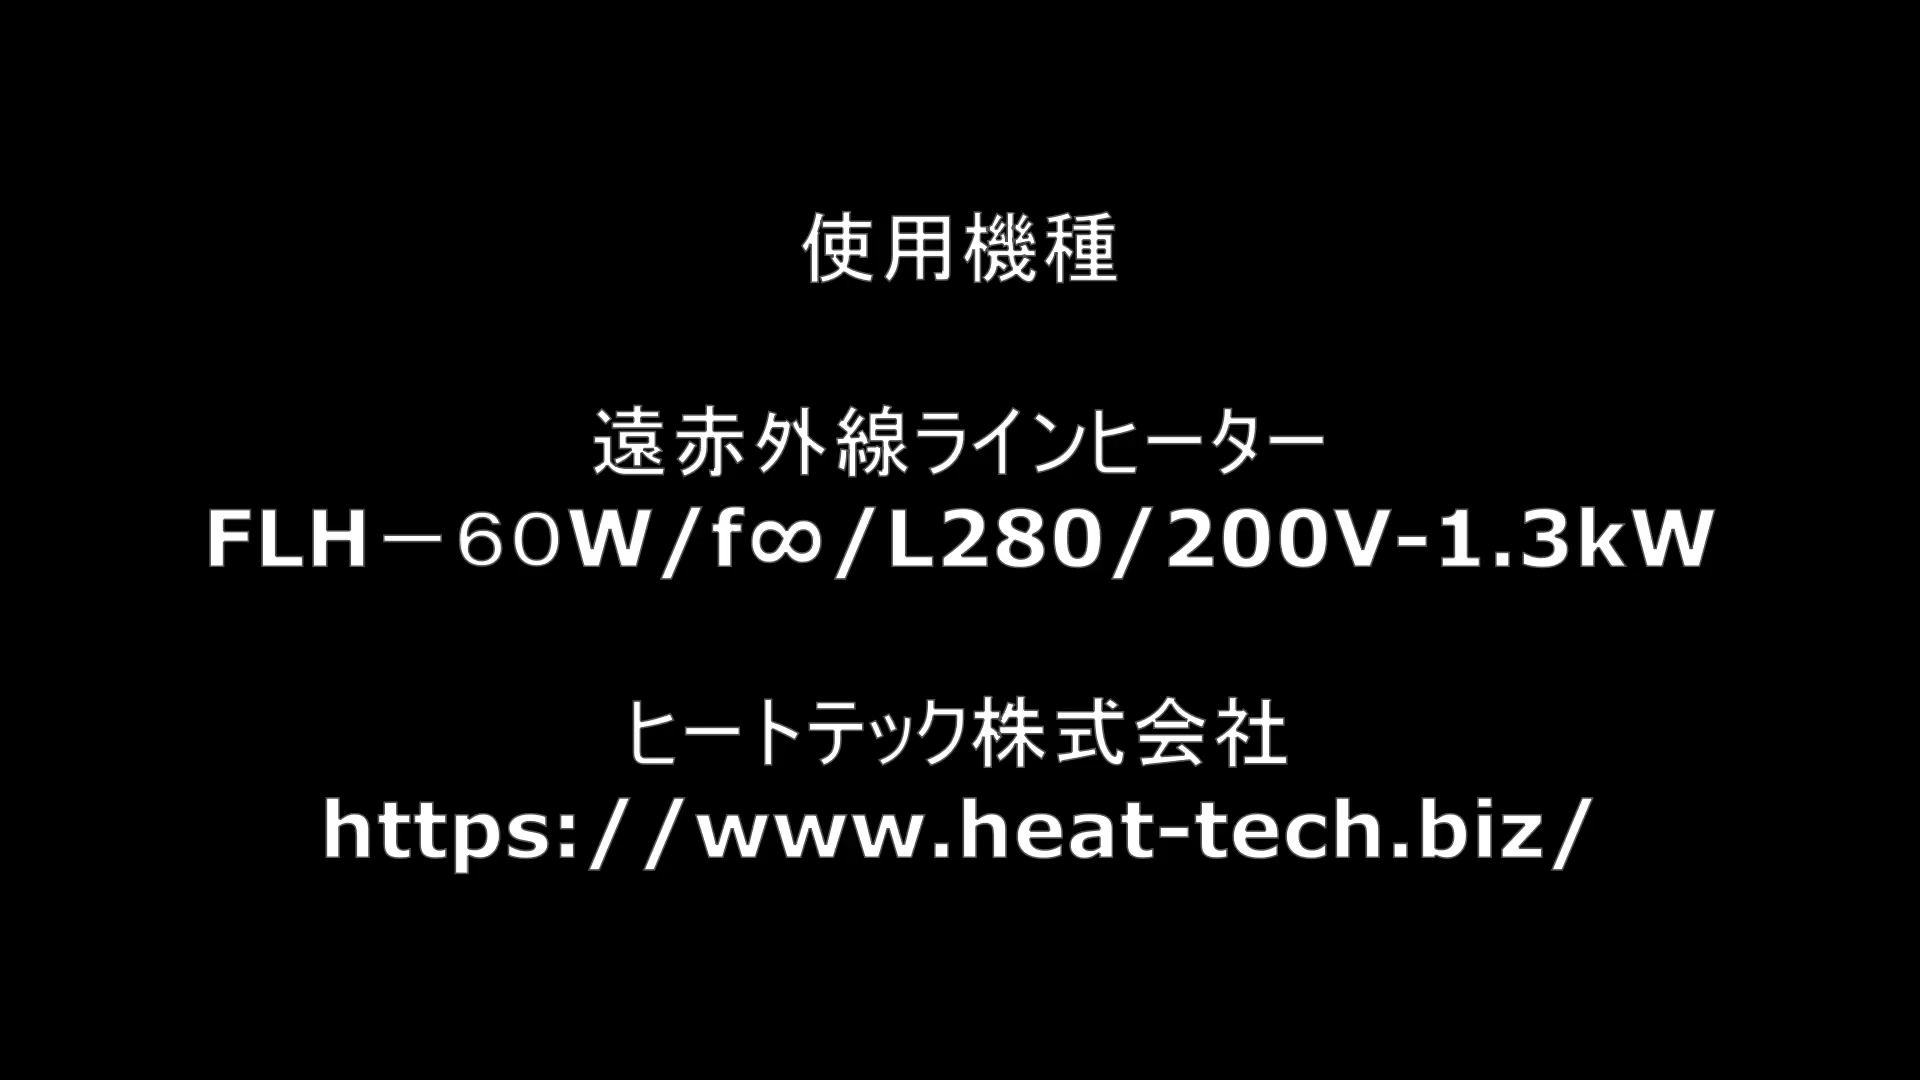 使用機種
遠赤外線ラインヒーター
FLH－６０W/f∞/L280/200V-1.3kW
ヒートテック株式会社
https://www.heat-tech.biz/